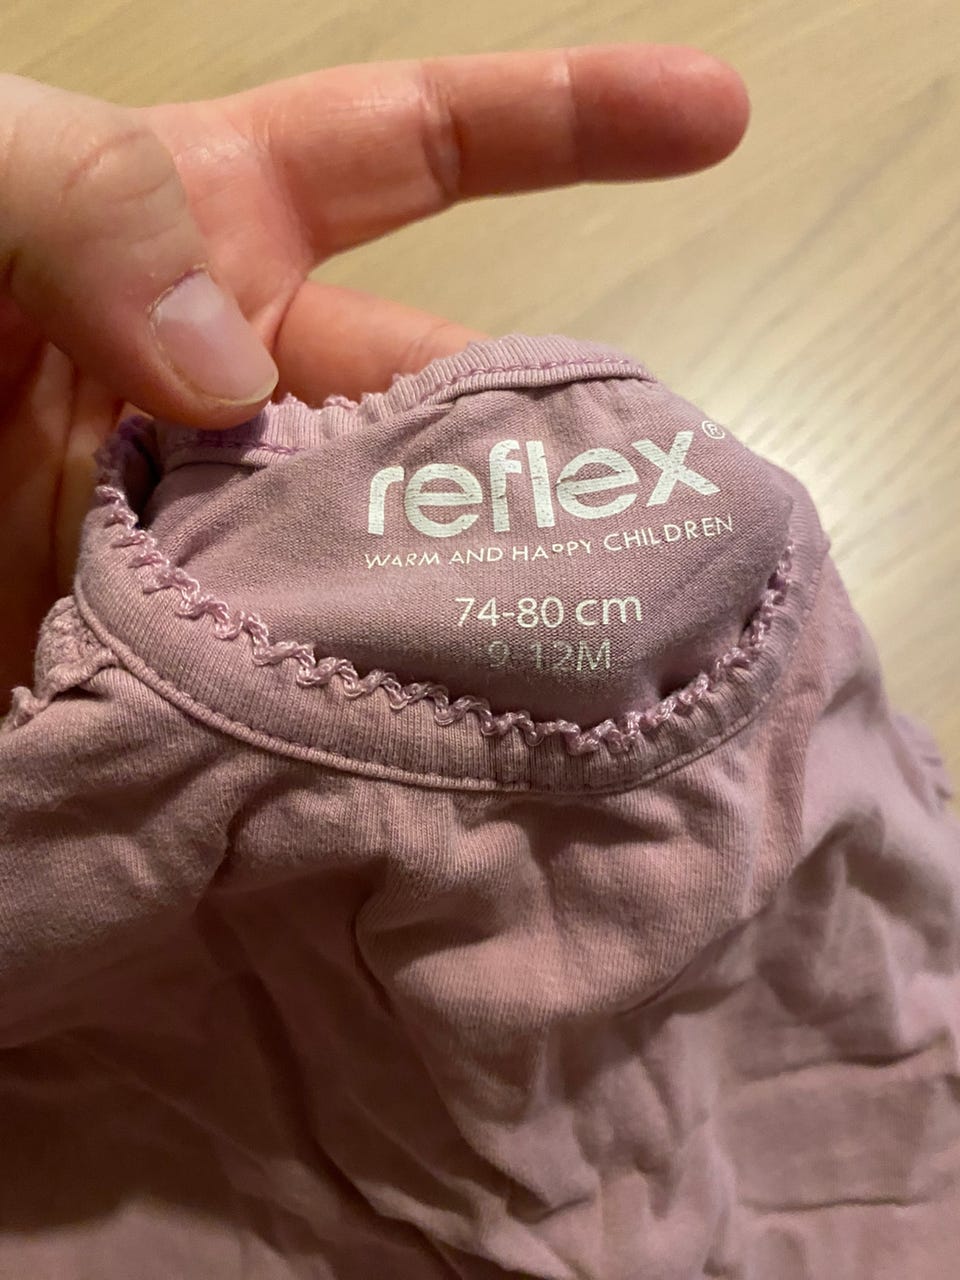 reflex®
WARM AND HAPPY CHILDREN
74-80 cm
9-12M